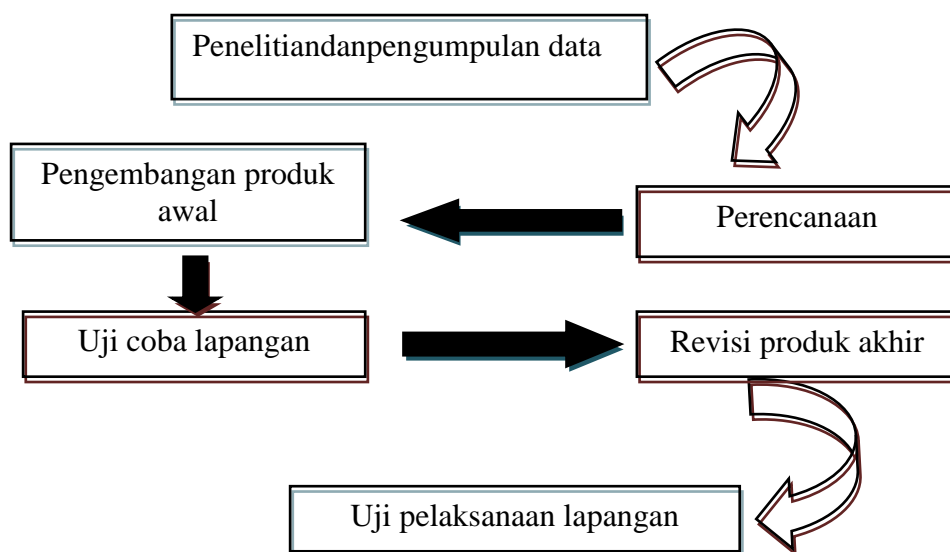 Penelitiandanpengumpulan data
Perencanaan
Pengembangan produk
awal
Uji coba lapangan
Revisi produk akhir
Uji pelaksanaan lapangan